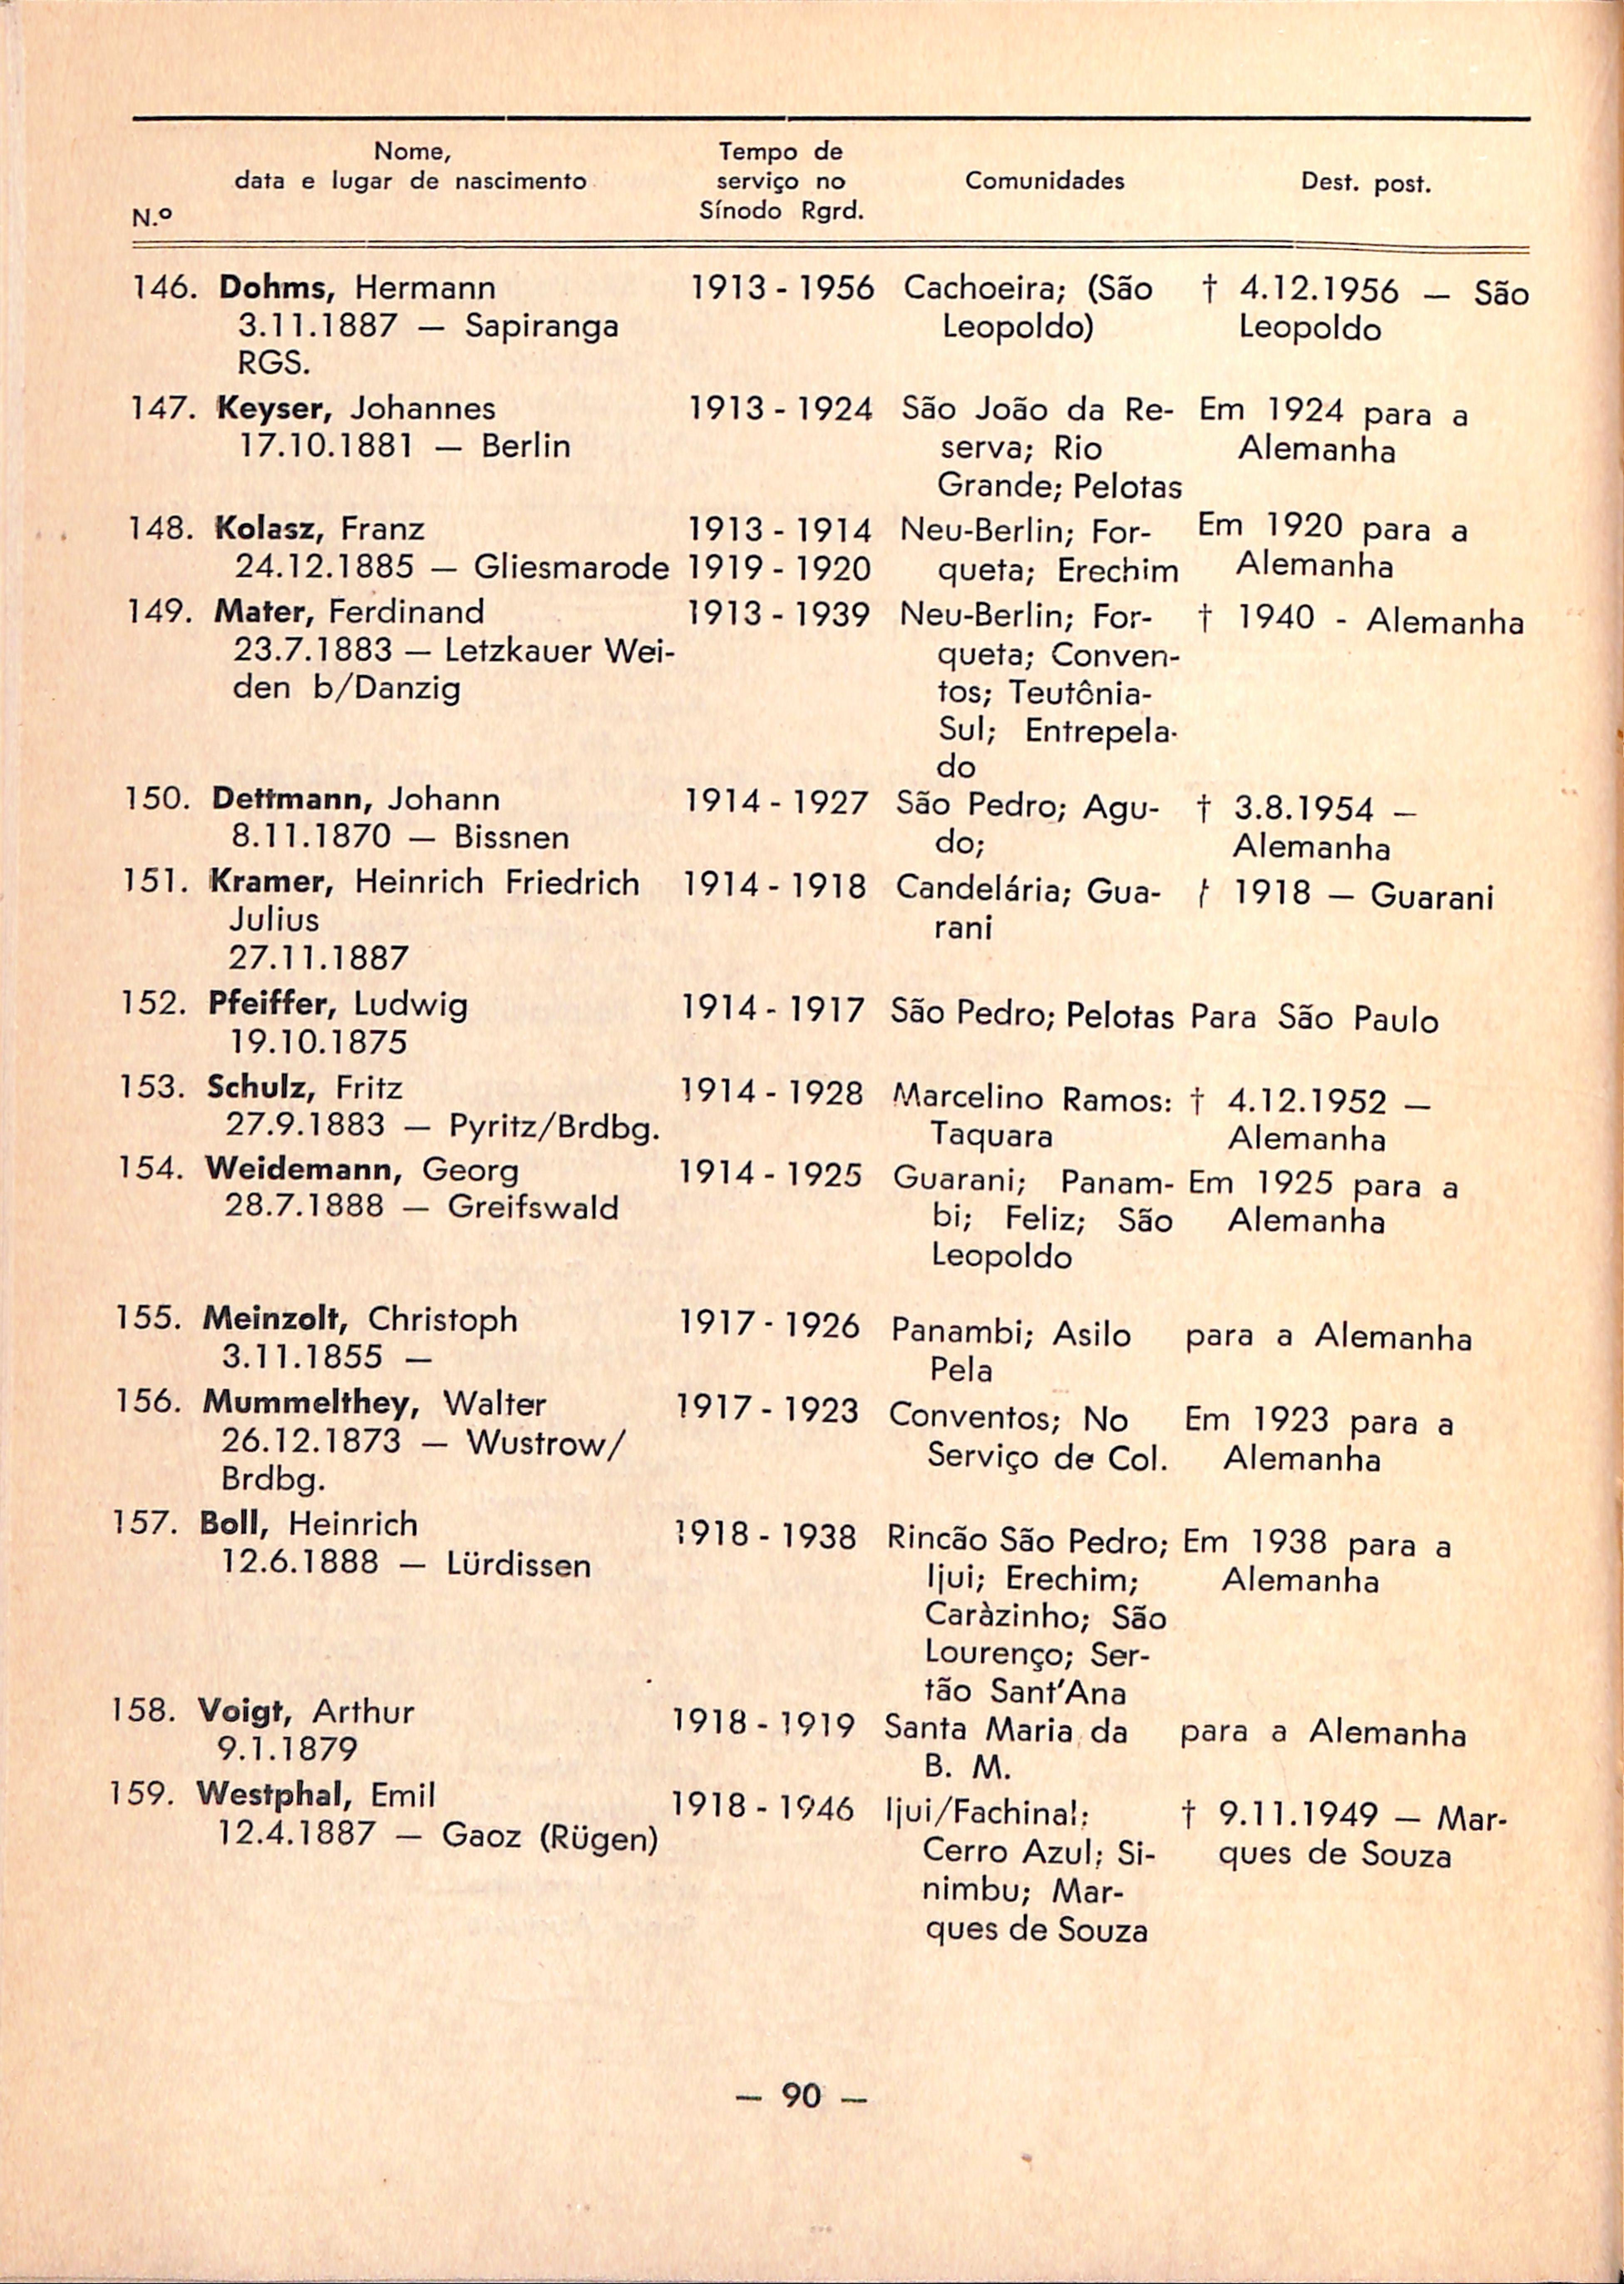 Nome, Tempo de
data e lugar de nascimento serviço no Comunidades Dest. post.
N.º Sínodo Rgrd.
146. Dohms, Hermann 1913 - 1956 Cachoeira; (São † 4.12.1956 — São
3.11.1887 — Sapiranga Leopoldo) Leopoldo
RGS.
147. Keyser, Johannes 1913 - 1924 São João da Re- Em 1924 para a
17.10.1881 — Berlin serva; Rio Alemanha
Grande; Pelotas
148. Kolasz, Franz 1913 - 1914 Neu-Berlin; For- Em 1920 para a
24.12.1885 — Gliesmarode 1919 - 1920 queta; Erechim Alemanha
149. Mater, Ferdinand 1913 - 1939 Neu-Berlin; For- † 1940 - Alemanha
23.7.1883 — Letzkauer Wei- queta; Conven-
den b/Danzig tos; Teutônia-
Sul; Entrepela-
do
150. Dettmann, Johann 1914 - 1927 São Pedro; Agu- † 3.8.1954 —
8.11.1870 — Bissnen do; Alemanha
151. Kramer, Heinrich Friedrich 1914 - 1918 Candelária; Gua- † 1918 — Guarani
Julius rani
27.11.1887
152. Pfeiffer, Ludwig 1914 - 1917 São Pedro; Pelotas Para São Paulo
19.10.1875
153. Schulz, Fritz 1914 - 1928 Marcelino Ramos: † 4.12.1952 —
27.9.1883 — Pyritz/Brdbg. Taquara Alemanha
154. Weidemann, Georg 1914 - 1925 Guarani; Panam- Em 1925 para a
28.7.1888 — Greifswald bi; Feliz; São Alemanha
Leopoldo
155. Meinzolt, Christoph 1917 - 1926 Panambi; Asilo para a Alemanha
3.11.1855 — Pela
156. Mummelthey, Walter 1917 - 1923 Conventos; No Em 1923 para a
26.12.1873 — Wustrow/ Serviço de Col. Alemanha
Brdbg.
157. Boll, Heinrich 1918 - 1938 Rincão São Pedro; Em 1938 para a
12.6.1888 — Lürdissen Ijui; Erechim; Alemanha
Caràzinho; São
Lourenço; Ser-
tão Sant'Ana
158. Voigt, Arthur 1918 - 1919 Santa Maria da para a Alemanha
9.1.1879 B. M.
159. Westphal, Emil 1918 - 1946 Ijui/Fachinal; † 9.11.1949 — Mar-
12.4.1887 — Gaoz (Rügen) Cerro Azul; Si- ques de Souza
nimbu; Mar-
ques de Souza
— 90 —